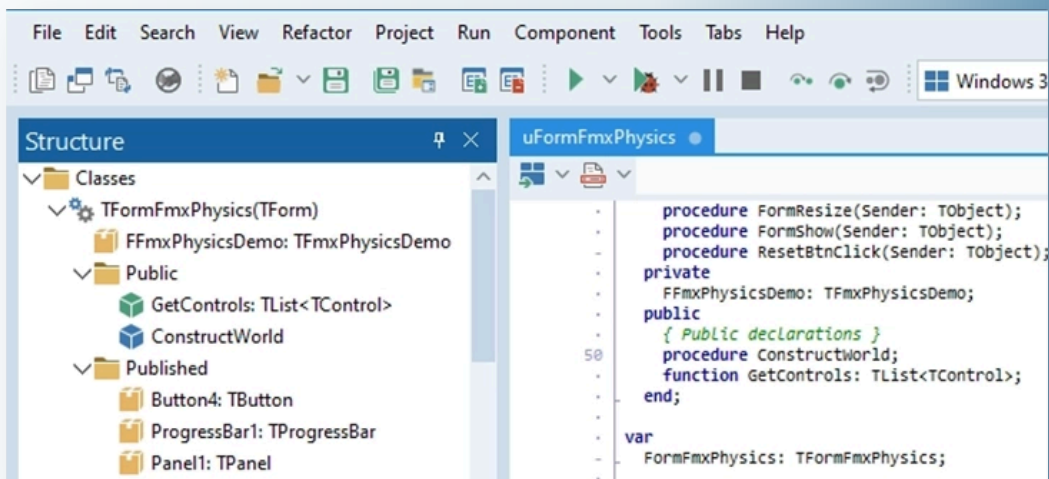 File Edit Search View Refactor Project Run Component Tools Tabs Help
Windows 3
Structure
Classes
TFormFmxPhysics(TForm)
FFmxPhysicsDemo: TFmxPhysicsDemo
Public
GetControls: TList<TControl>
ConstructWorld
Published
Button4: TButton
ProgressBar1: TProgressBar
Panel1: TPanel
uFormFmxPhysics
procedure FormResize(Sender: TObject);
procedure FormShow(Sender: TObject);
procedure ResetBtnClick(Sender: TObject);
private
FFmxPhysicsDemo: TFmxPhysicsDemo;
public
{ Public declarations }
50 procedure ConstructWorld;
function GetControls: TList<TControl>;
end;
var
FormFmxPhysics: TFormFmxPhysics;